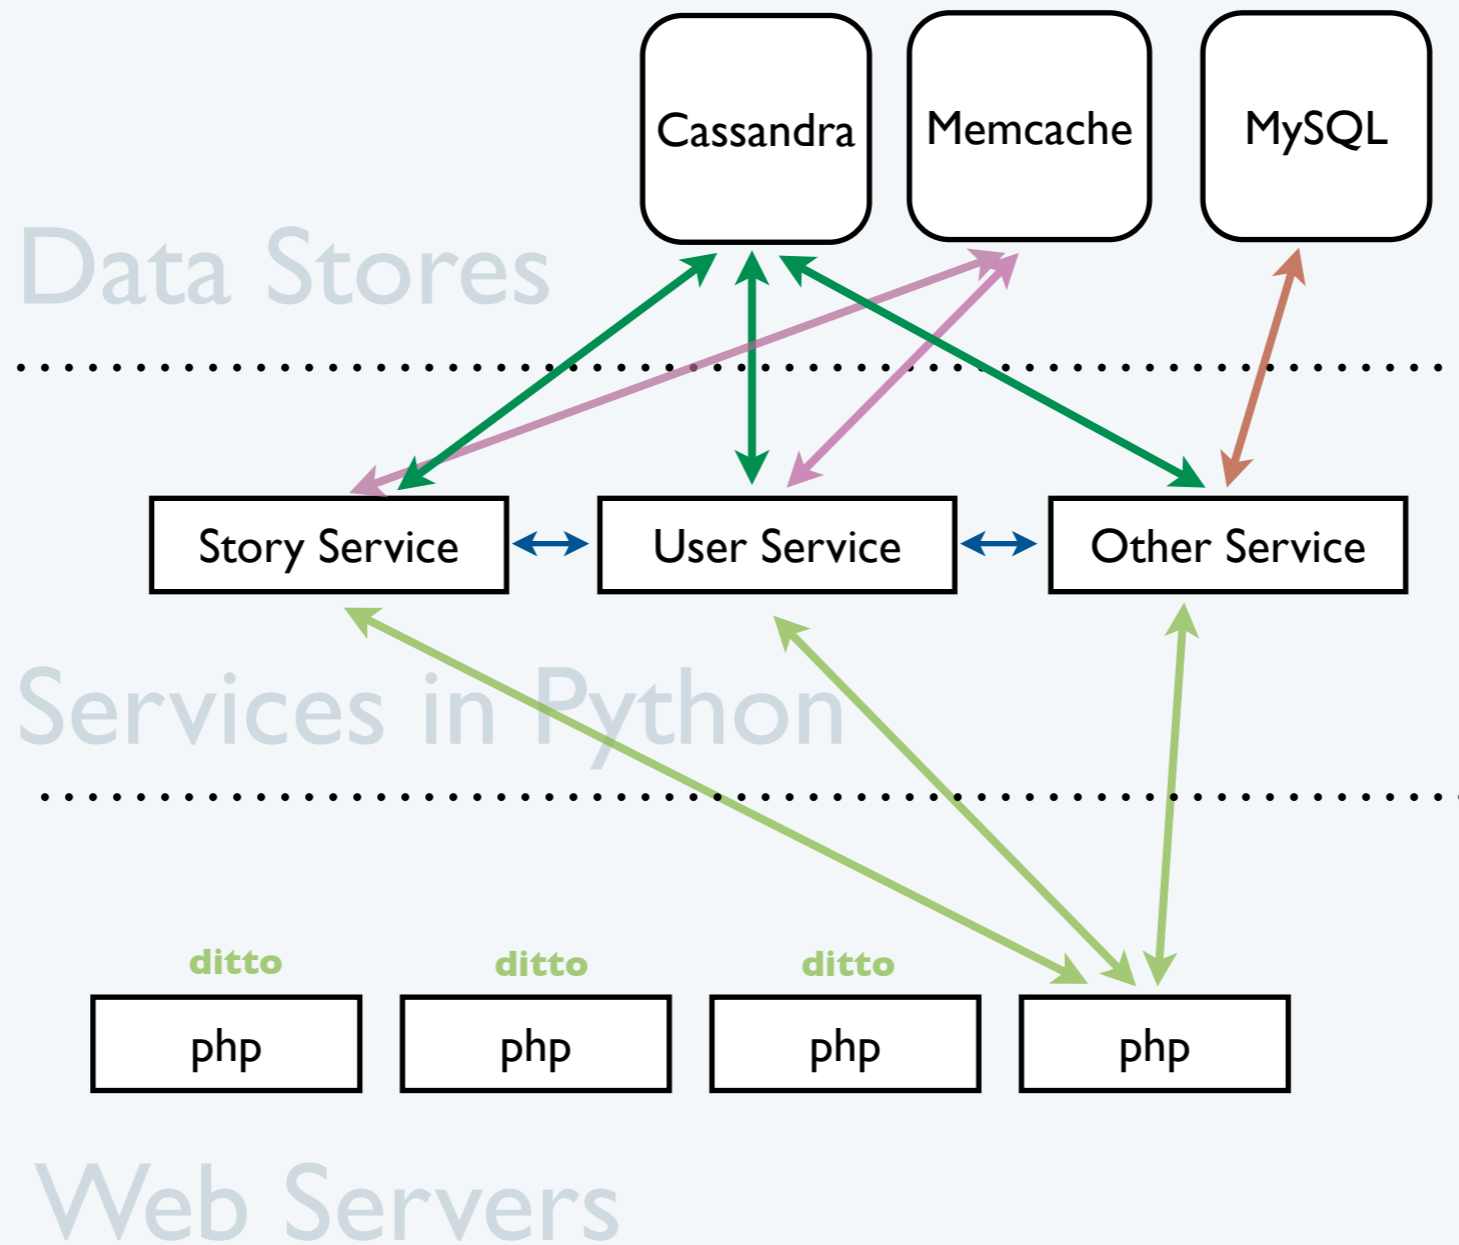 Cassandra
Memcache
MySQL
Data Stores
Story Service
User Service
Other Service
Services in Python
ditto
ditto
ditto
php
php
php
php
Web Servers